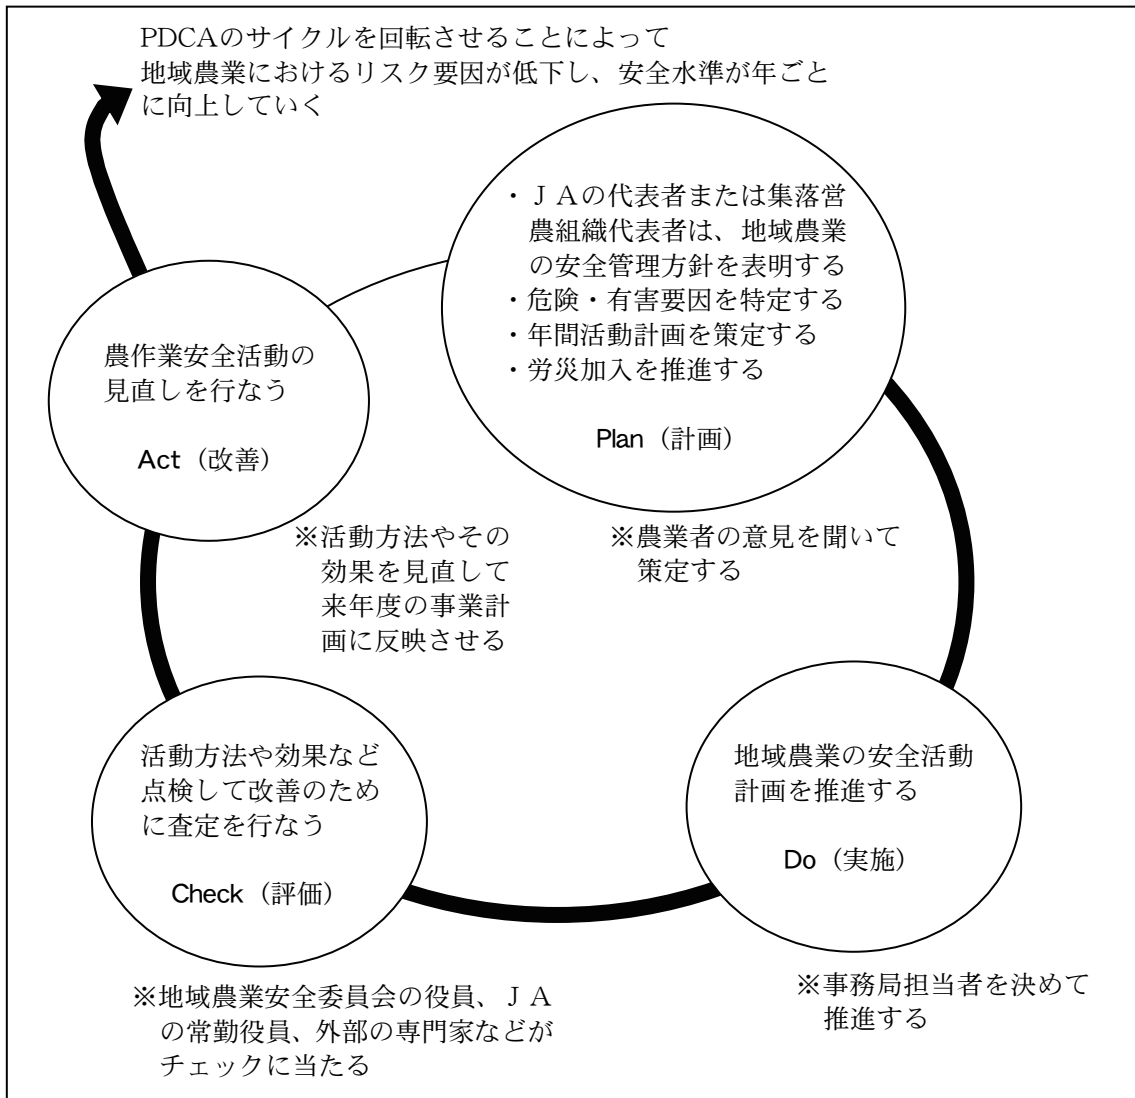 PDCAのサイクルを回転させることによって
地域農業におけるリスク要因が低下し、安全水準が年ごと
に向上していく
・ＪＡの代表者または集落営
農組織代表者は、地域農業
の安全管理方針を表明する
・危険・有害要因を特定する
・年間活動計画を策定する
・労災加入を推進する
Plan（計画）
※農業者の意見を聞いて
策定する
地域農業の安全活動
計画を推進する
Do（実施）
※事務局担当者を決めて
推進する
活動方法や効果など
点検して改善のため
に査定を行なう
Check（評価）
※地域農業安全委員会の役員、ＪＡ
の常勤役員、外部の専門家などが
チェックに当たる
農作業安全活動の
見直しを行なう
Act（改善）
※活動方法やその
効果を見直して
来年度の事業計
画に反映させる